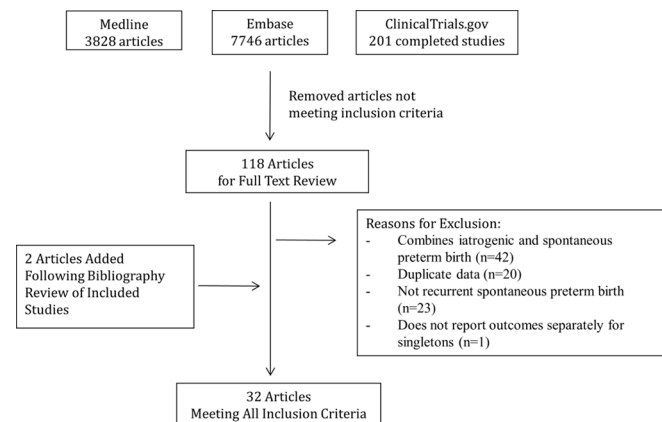 Medline
3828 articles
Embase
7746 articles
ClinicalTrials.gov
201 completed studies
Removed articles not
meeting inclusion criteria
118 Articles
for Full Text Review
Reasons for Exclusion:
- Combines iatrogenic and spontaneous
preterm birth (n=42)
- Duplicate data (n=20)
- Not recurrent spontaneous preterm birth
(n=23)
- Does not report outcomes separately for
singletons (n=1)
2 Articles Added
Following Bibliography
Review of Included
Studies
32 Articles
Meeting All Inclusion Criteria